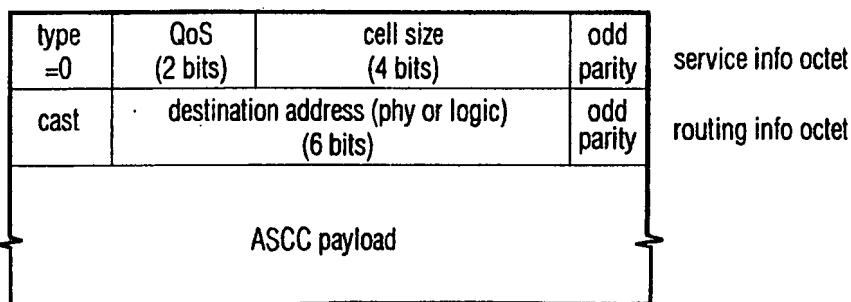 type
=0
QoS
(2 bits)
cell size
(4 bits)
odd
parity
service info octet
cast
destination address (phy or logic)
(6 bits)
odd
parity
routing info octet
ASCC payload